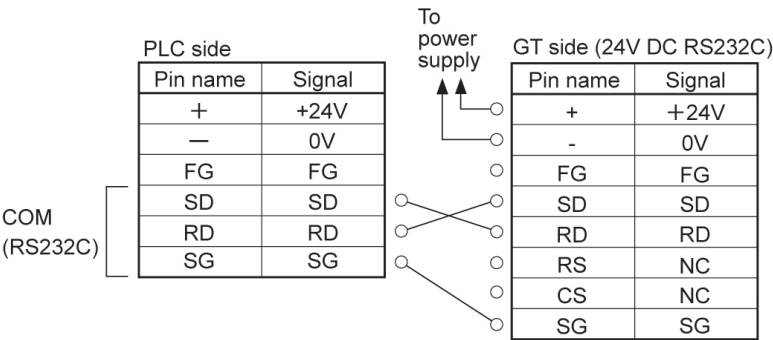 To
power
supply
PLC side
GT side (24V DC RS232C)
Pin name Signal
+ +24V
— 0V
FG FG
SD SD
RD RD
SG SG
COM
(RS232C)
Pin name Signal
+ +24V
- 0V
FG FG
SD SD
RD RD
RS NC
CS NC
SG SG